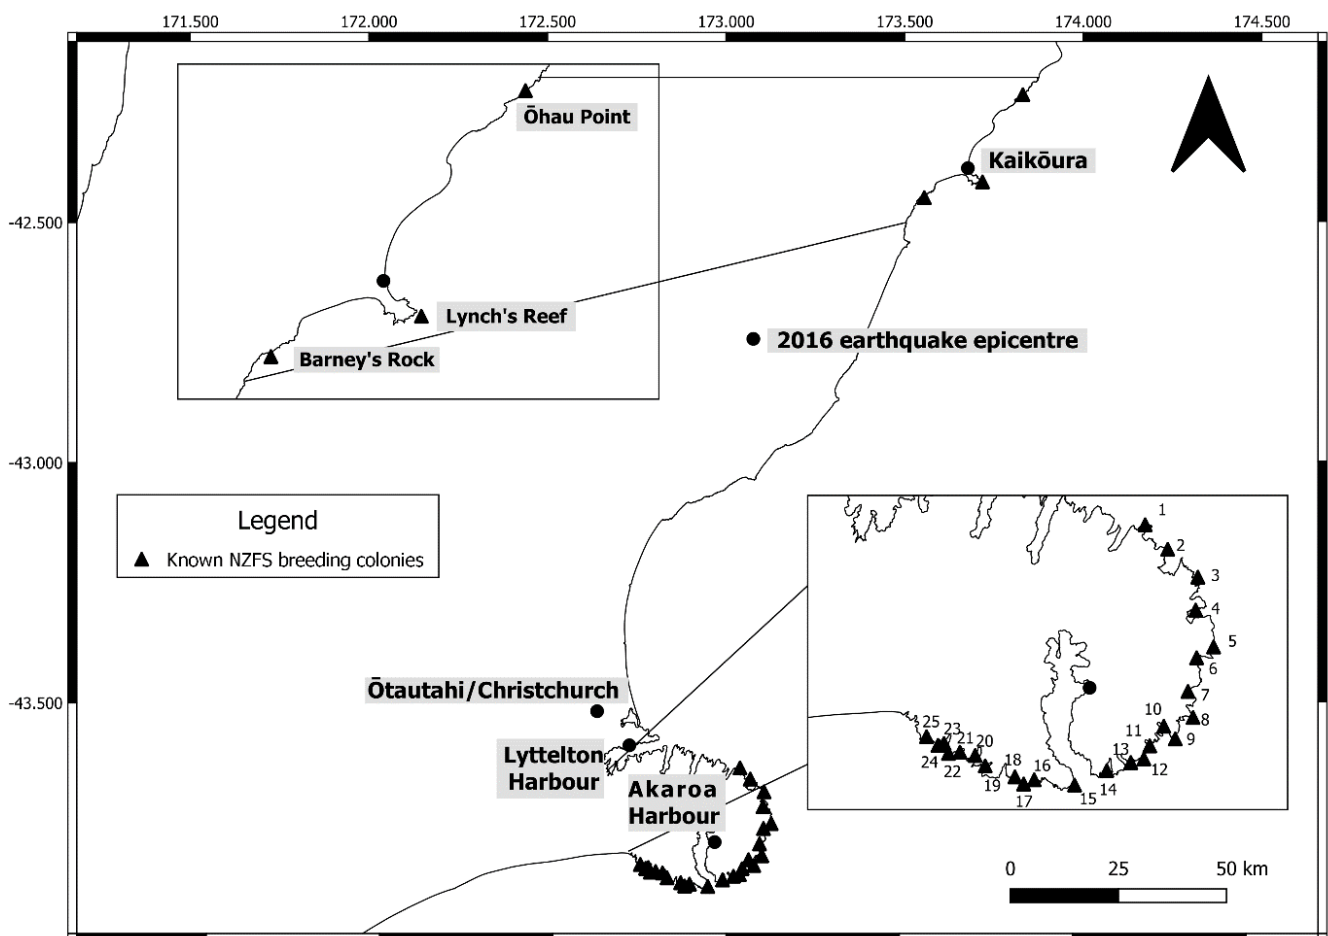 171.500 172.000 172.500 173.000 173.500 174.000 174.500
Ōhau Point
Kaikōura
-42.500
Lynch's Reef
2016 earthquake epicentre
Barney's Rock
-43.000
Legend
Known NZFS breeding colonies
1
2
3
4
5
6
7
8
9
10
11
12
13
14
15
16
17
18
19
20
21
22
23
24
25
Ōtautahi/Christchurch
-43.500
Lyttelton
Harbour
Akaroa
Harbour
0 25 50 km